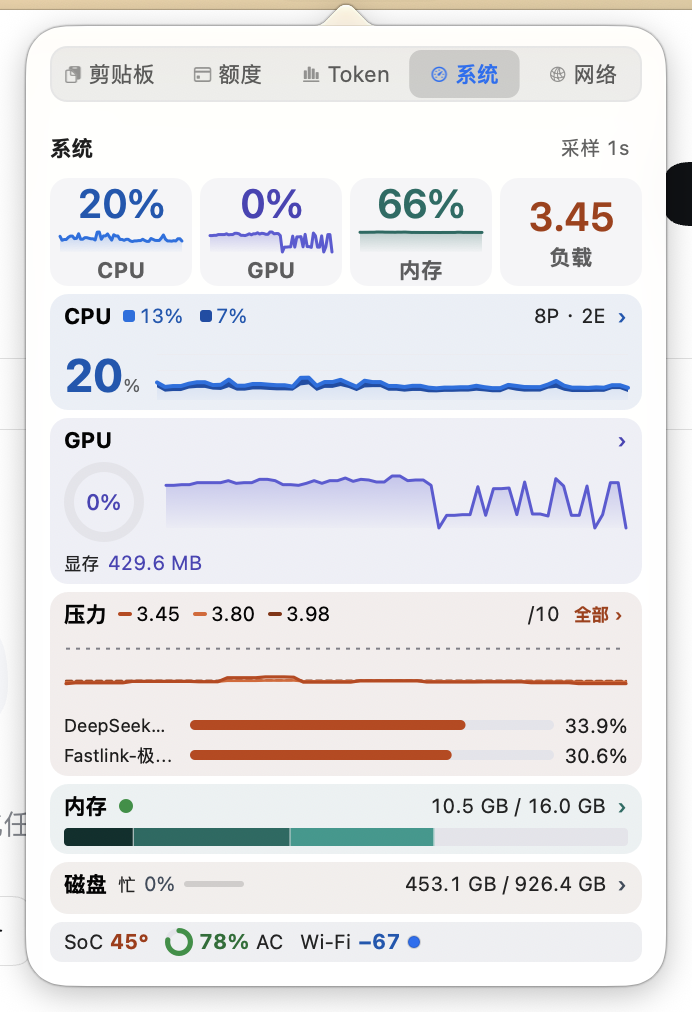 剪贴板 额度 Token 系统 网络
系统 采样 1s
20% 0% 66% 3.45
CPU GPU 内存 负载
CPU 13% 7% 8P · 2E ›
20%
GPU ›
0%
显存 429.6 MB
压力 3.45 3.80 3.98 /10 全部 ›
DeepSeek... 33.9%
Fastlink-极... 30.6%
内存 10.5 GB / 16.0 GB ›
磁盘 忙 0% 453.1 GB / 926.4 GB ›
SoC 45° 78% AC Wi-Fi −67